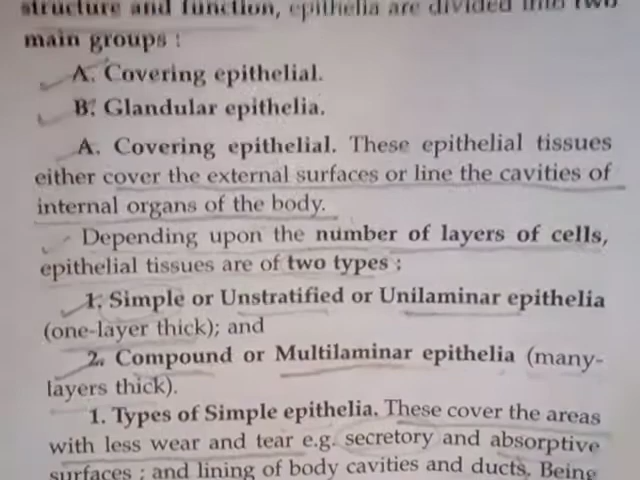 structure and function, epithelia are divided into two
main groups :
A. Covering epithelial.
B. Glandular epithelia.
A. Covering epithelial. These epithelial tissues
either cover the external surfaces or line the cavities of
internal organs of the body.
Depending upon the number of layers of cells,
epithelial tissues are of two types :
1. Simple or Unstratified or Unilaminar epithelia
(one-layer thick); and
2. Compound or Multilaminar epithelia (many-
layers thick).
1. Types of Simple epithelia. These cover the areas
with less wear and tear e.g. secretory and absorptive
surfaces ; and lining of body cavities and ducts. Being